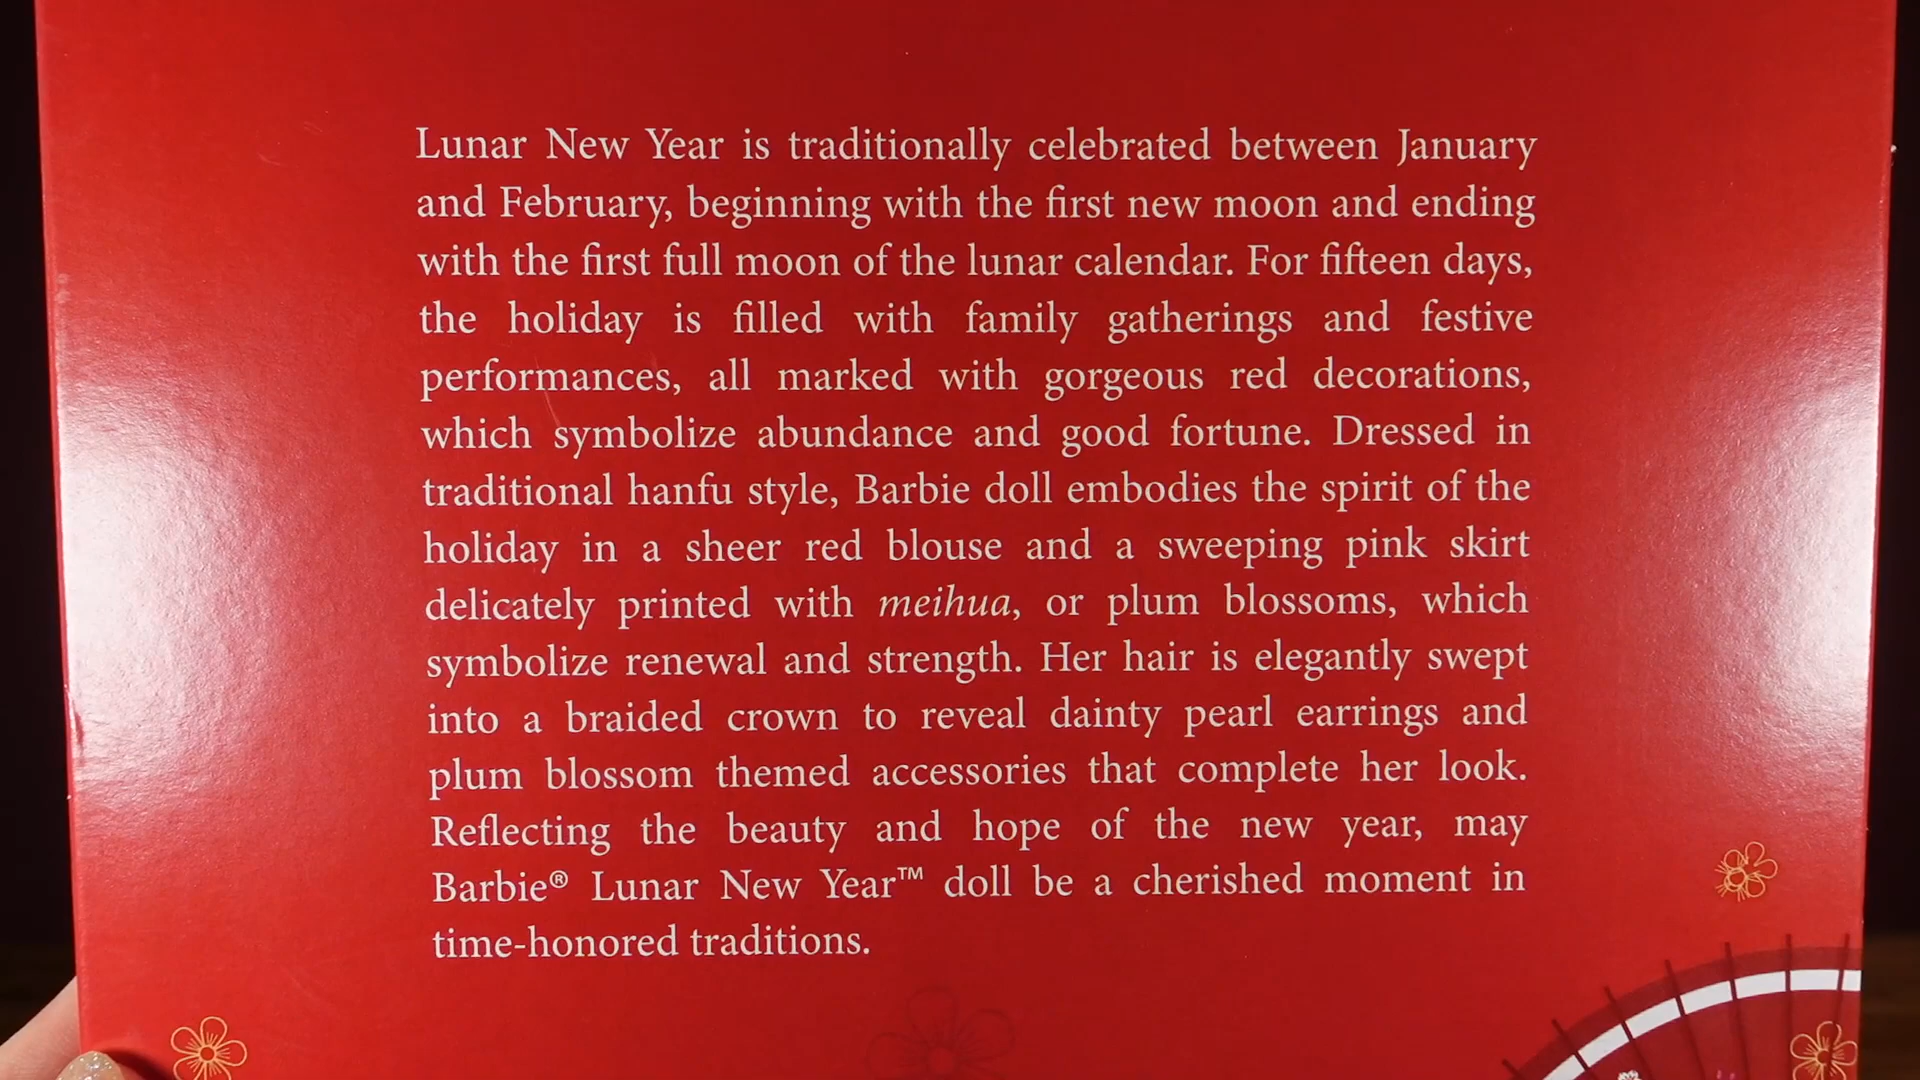 Lunar New Year is traditionally celebrated between January
and February, beginning with the first new moon and ending
with the first full moon of the lunar calendar. For fifteen days,
the holiday is filled with family gatherings and festive
performances, all marked with gorgeous red decorations,
which symbolize abundance and good fortune. Dressed in
traditional hanfu style, Barbie doll embodies the spirit of the
holiday in a sheer red blouse and a sweeping pink skirt
delicately printed with meihua, or plum blossoms, which
symbolize renewal and strength. Her hair is elegantly swept
into a braided crown to reveal dainty pearl earrings and
plum blossom themed accessories that complete her look.
Reflecting the beauty and hope of the new year, may
Barbie® Lunar New Year™ doll be a cherished moment in
time-honored traditions.